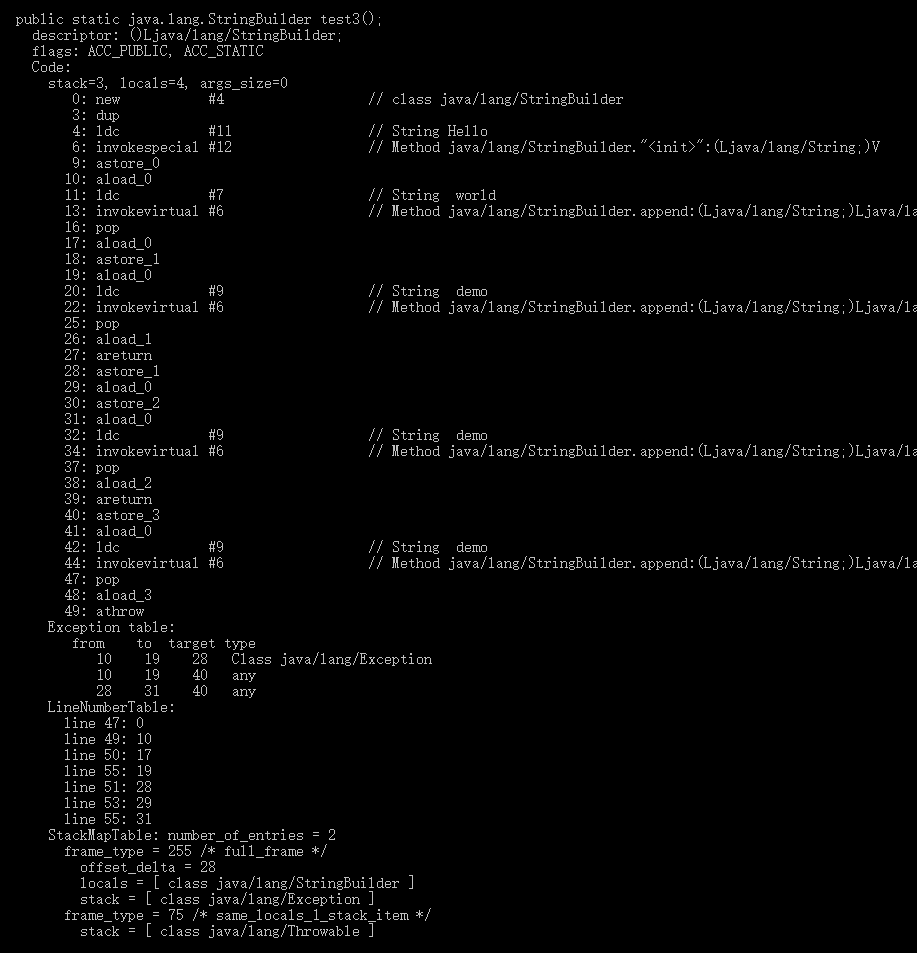 public static java.lang.StringBuilder test3();
descriptor: ()Ljava/lang/StringBuilder;
flags: ACC_PUBLIC, ACC_STATIC
Code:
stack=3, locals=4, args_size=0
0: new #4 // class java/lang/StringBuilder
3: dup
4: ldc #11 // String Hello
6: invokespecial #12 // Method java/lang/StringBuilder."<init>":(Ljava/lang/String;)V
9: astore_0
10: aload_0
11: ldc #7 // String  world
13: invokevirtual #6 // Method java/lang/StringBuilder.append:(Ljava/lang/String;)Ljava/la
16: pop
17: aload_0
18: astore_1
19: aload_0
20: ldc #9 // String  demo
22: invokevirtual #6 // Method java/lang/StringBuilder.append:(Ljava/lang/String;)Ljava/la
25: pop
26: aload_1
27: areturn
28: astore_1
29: aload_0
30: astore_2
31: aload_0
32: ldc #9 // String  demo
34: invokevirtual #6 // Method java/lang/StringBuilder.append:(Ljava/lang/String;)Ljava/la
37: pop
38: aload_2
39: areturn
40: astore_3
41: aload_0
42: ldc #9 // String  demo
44: invokevirtual #6 // Method java/lang/StringBuilder.append:(Ljava/lang/String;)Ljava/la
47: pop
48: aload_3
49: athrow
Exception table:
from to target type
10 19 28 Class java/lang/Exception
10 19 40 any
28 31 40 any
LineNumberTable:
line 47: 0
line 49: 10
line 50: 17
line 55: 19
line 51: 28
line 53: 29
line 55: 31
StackMapTable: number_of_entries = 2
frame_type = 255 /* full_frame */
offset_delta = 28
locals = [ class java/lang/StringBuilder ]
stack = [ class java/lang/Exception ]
frame_type = 75 /* same_locals_1_stack_item */
stack = [ class java/lang/Throwable ]